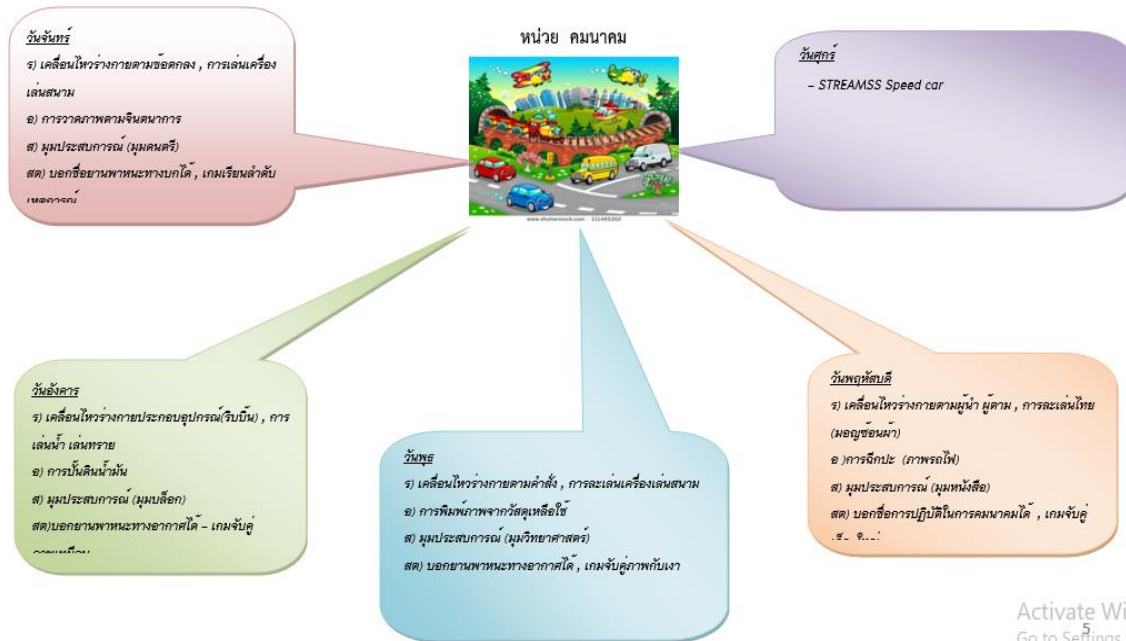 หน่วย คมนาคม
วันจันทร์
ร) เคลื่อนไหวร่างกายตามข้อตกลง , การเล่นเครื่อง
เล่นสนาม
อ) การวาดภาพตามจินตนาการ
ส) มุมประสบการณ์ (มุมดนตรี)
สต) บอกชื่อยานพาหนะทางบกได้ , เกมเรียนลำดับ
เหตุการณ์
วันศุกร์
– STREAMSS Speed car
www.shutterstock.com · 111485302
วันอังคาร
ร) เคลื่อนไหวร่างกายประกอบอุปกรณ์(ริบบิ้น) , การ
เล่นน้ำ เล่นทราย
อ) การปั้นดินน้ำมัน
ส) มุมประสบการณ์ (มุมบล็อก)
สต)บอกยานพาหนะทางอากาศได้ – เกมจับคู่
ภาพเหมือน
วันพุธ
ร) เคลื่อนไหวร่างกายตามคำสั่ง , การละเล่นเครื่องเล่นสนาม
อ) การพิมพ์ภาพจากวัสดุเหลือใช้
ส) มุมประสบการณ์ (มุมวิทยาศาสตร์)
สต) บอกยานพาหนะทางอากาศได้ , เกมจับคู่ภาพกับเงา
วันพฤหัสบดี
ร) เคลื่อนไหวร่างกายตามผู้นำ ผู้ตาม , การละเล่นไทย
(มอญซ้อนผ้า)
อ )การฉีกปะ (ภาพรถไฟ)
ส) มุมประสบการณ์ (มุมหนังสือ)
สต) บอกชื่อการปฏิบัติในการคมนาคมได้ , เกมจับคู่
Activate Wi
5
Go to Settings